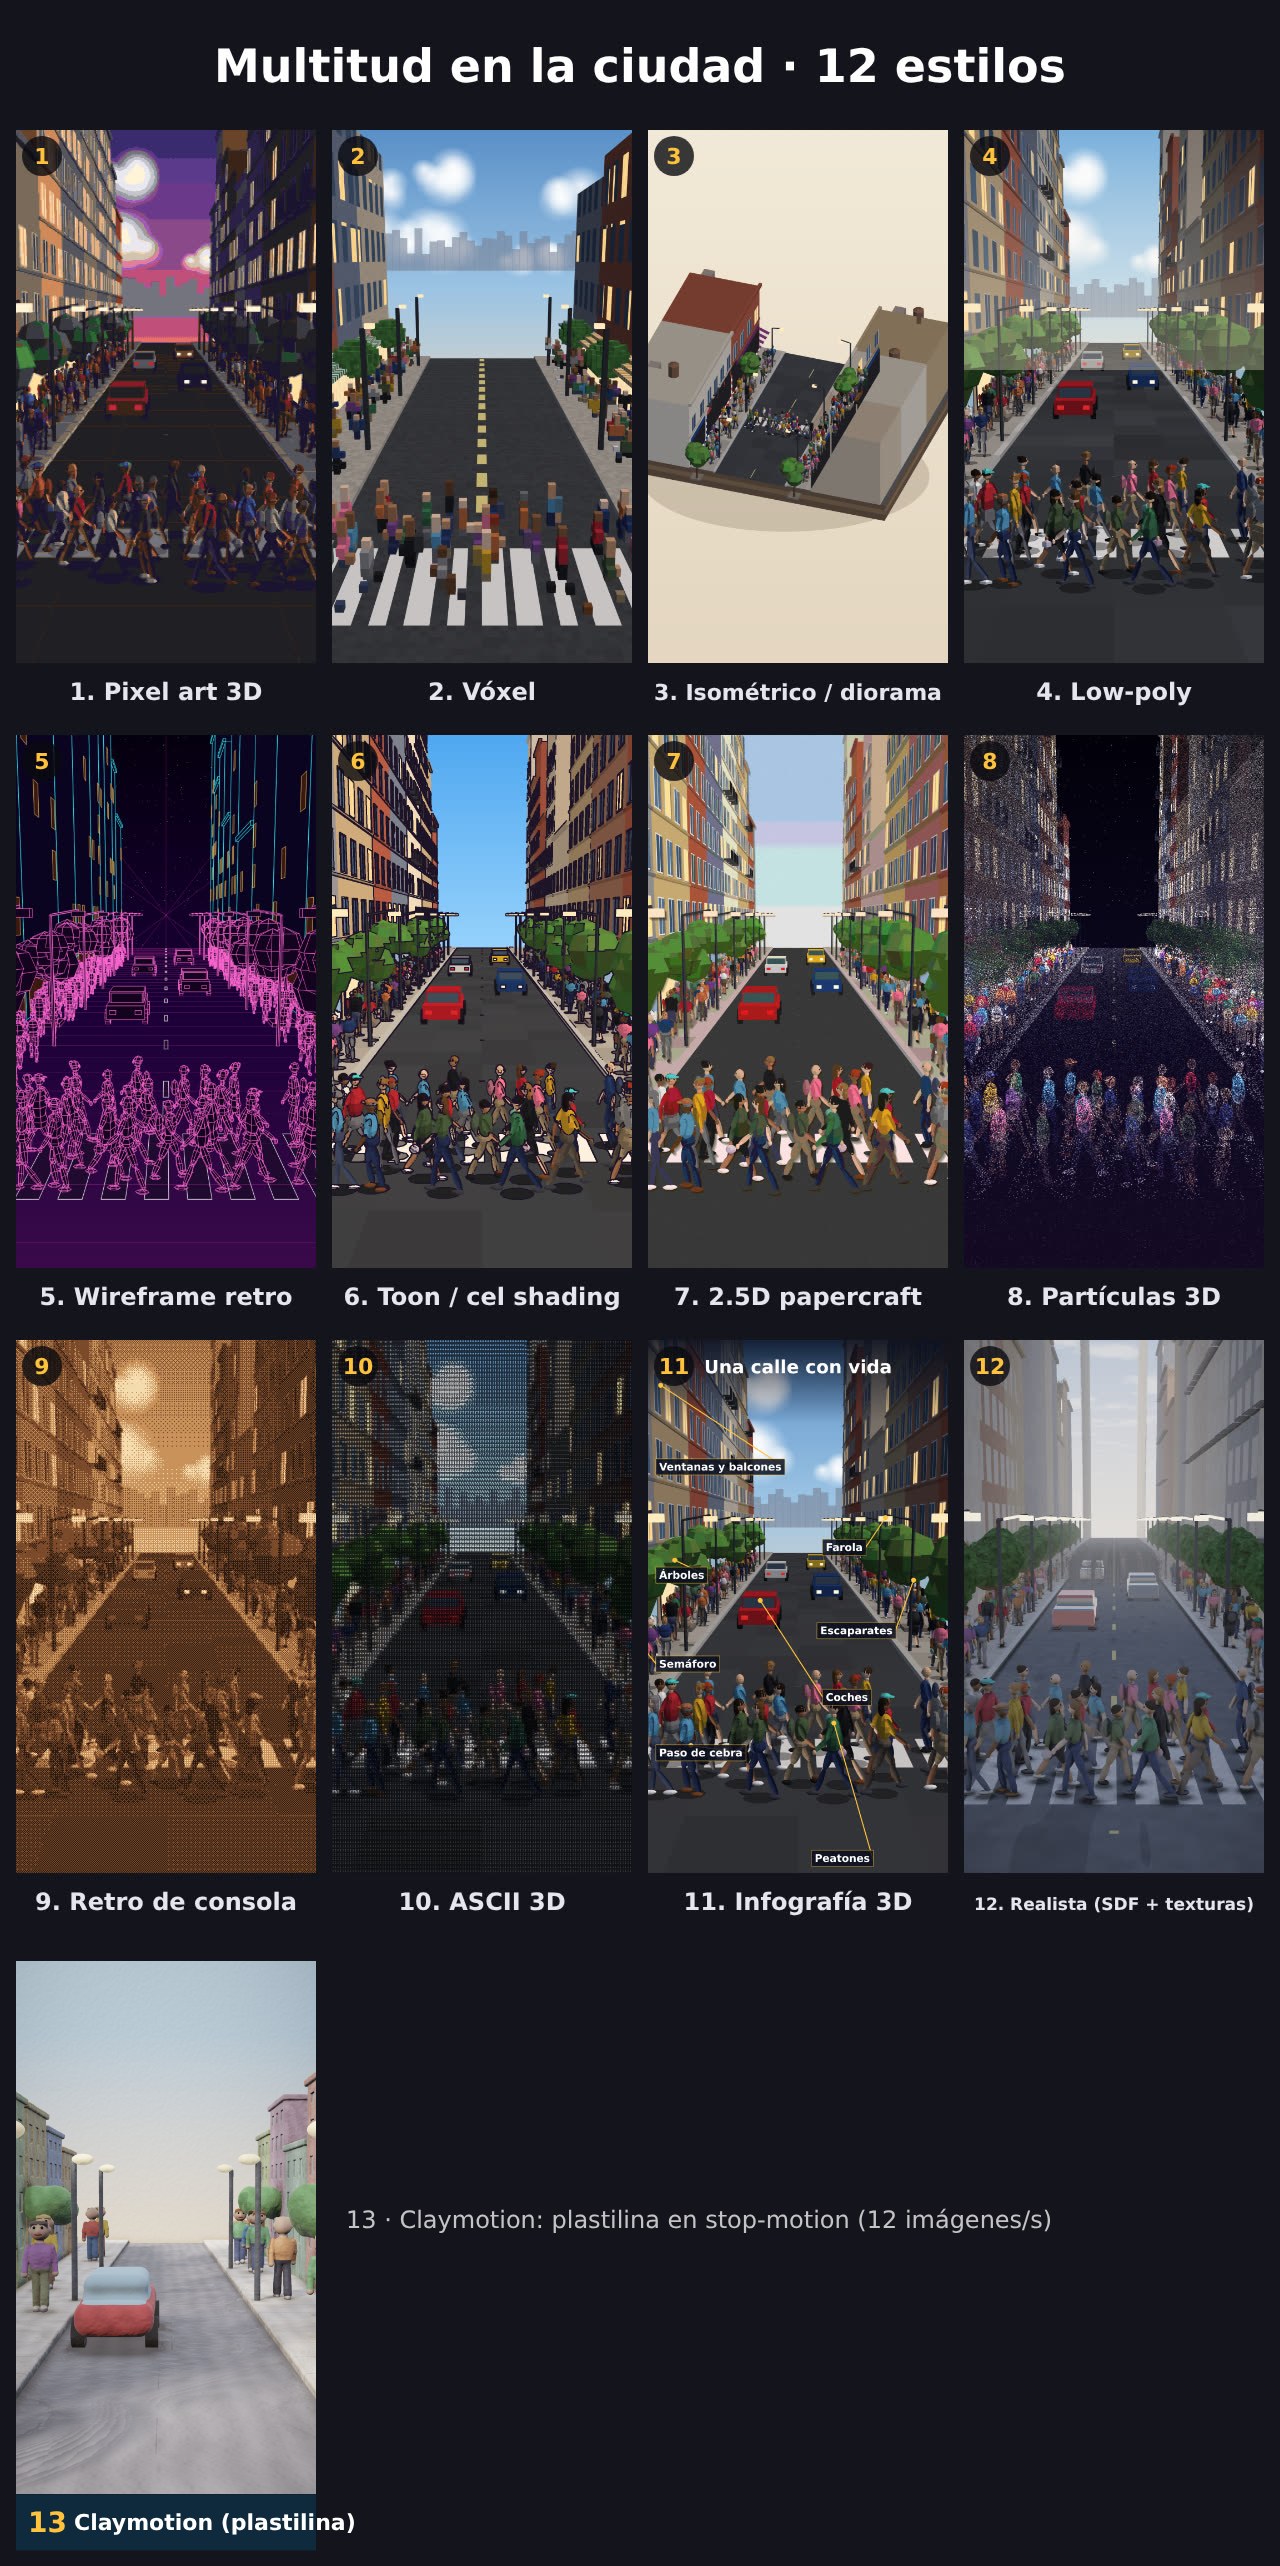 Multitud en la ciudad · 12 estilos
1
2
3
4
1. Pixel art 3D
2. Vóxel
3. Isométrico / diorama
4. Low-poly
5
6
7
8
5. Wireframe retro
6. Toon / cel shading
7. 2.5D papercraft
8. Partículas 3D
9
10
11 Una calle con vida
12
Ventanas y balcones
Farola
Árboles
Escaparates
Semáforo
Coches
Paso de cebra
Peatones
9. Retro de consola
10. ASCII 3D
11. Infografía 3D
12. Realista (SDF + texturas)
13 · Claymotion: plastilina en stop-motion (12 imágenes/s)
13 Claymotion (plastilina)